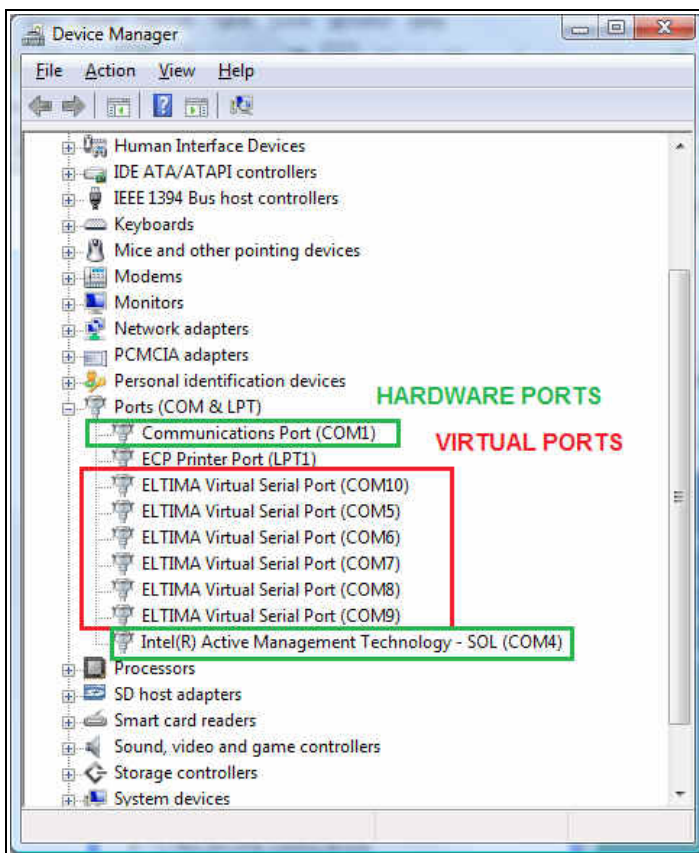 Device Manager
File Action View Help
Human Interface Devices
IDE ATA/ATAPI controllers
IEEE 1394 Bus host controllers
Keyboards
Mice and other pointing devices
Modems
Monitors
Network adapters
PCMCIA adapters
Personal identification devices
Ports (COM & LPT)
HARDWARE PORTS
Communications Port (COM1)
VIRTUAL PORTS
ECP Printer Port (LPT1)
ELTIMA Virtual Serial Port (COM10)
ELTIMA Virtual Serial Port (COM5)
ELTIMA Virtual Serial Port (COM6)
ELTIMA Virtual Serial Port (COM7)
ELTIMA Virtual Serial Port (COM8)
ELTIMA Virtual Serial Port (COM9)
Intel(R) Active Management Technology - SOL (COM4)
Processors
SD host adapters
Smart card readers
Sound, video and game controllers
Storage controllers
System devices